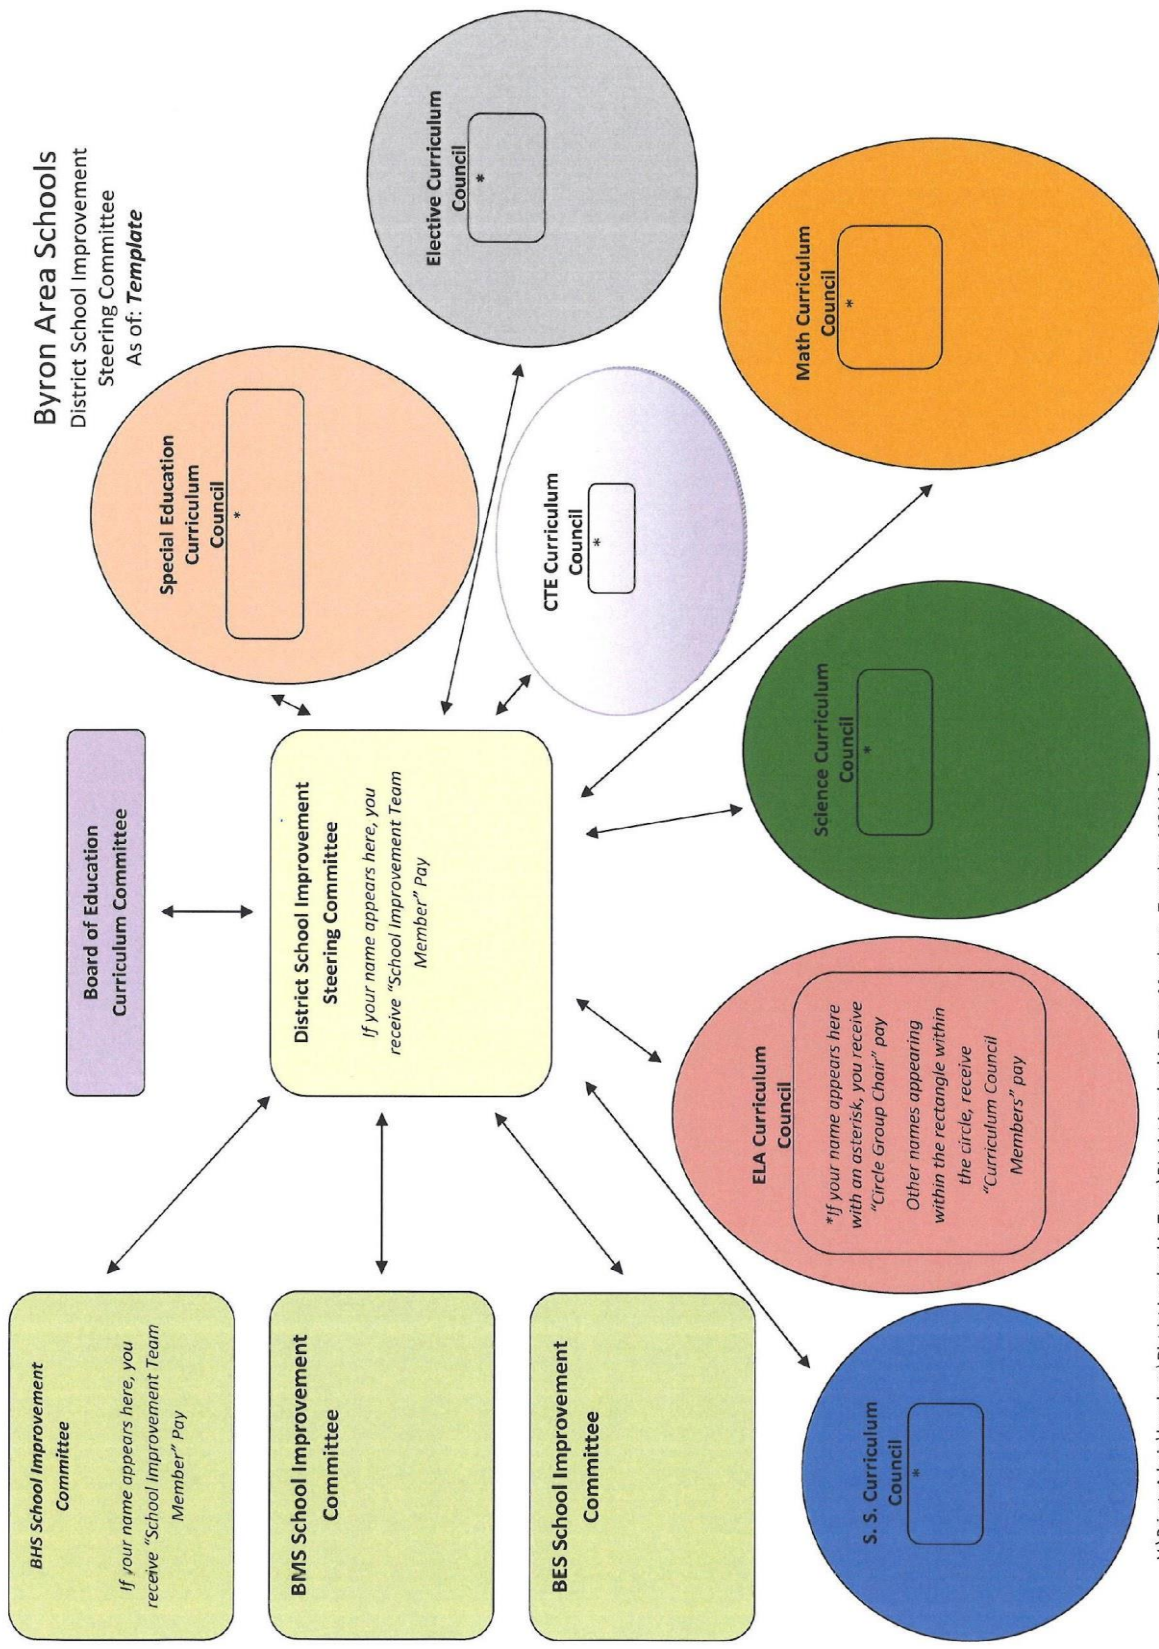 Byron Area Schools
District School Improvement
Steering Committee
As of: Template
Board of Education
Curriculum Committee
BHS School Improvement
Committee
If your name appears here, you
receive “School Improvement Team
Member” Pay
BMS School Improvement
Committee
BES School Improvement
Committee
District School Improvement
Steering Committee
If your name appears here, you
receive “School Improvement Team
Member” Pay
Special Education
Curriculum
Council
*
Elective Curriculum
Council
*
CTE Curriculum
Council
*
Math Curriculum
Council
*
Science Curriculum
Council
*
ELA Curriculum
Council
*If your name appears here
with an asterisk, you receive
“Circle Group Chair” pay
Other names appearing
within the rectangle within
the circle, receive
“Curriculum Council
Members” pay
S. S. Curriculum
Council
*